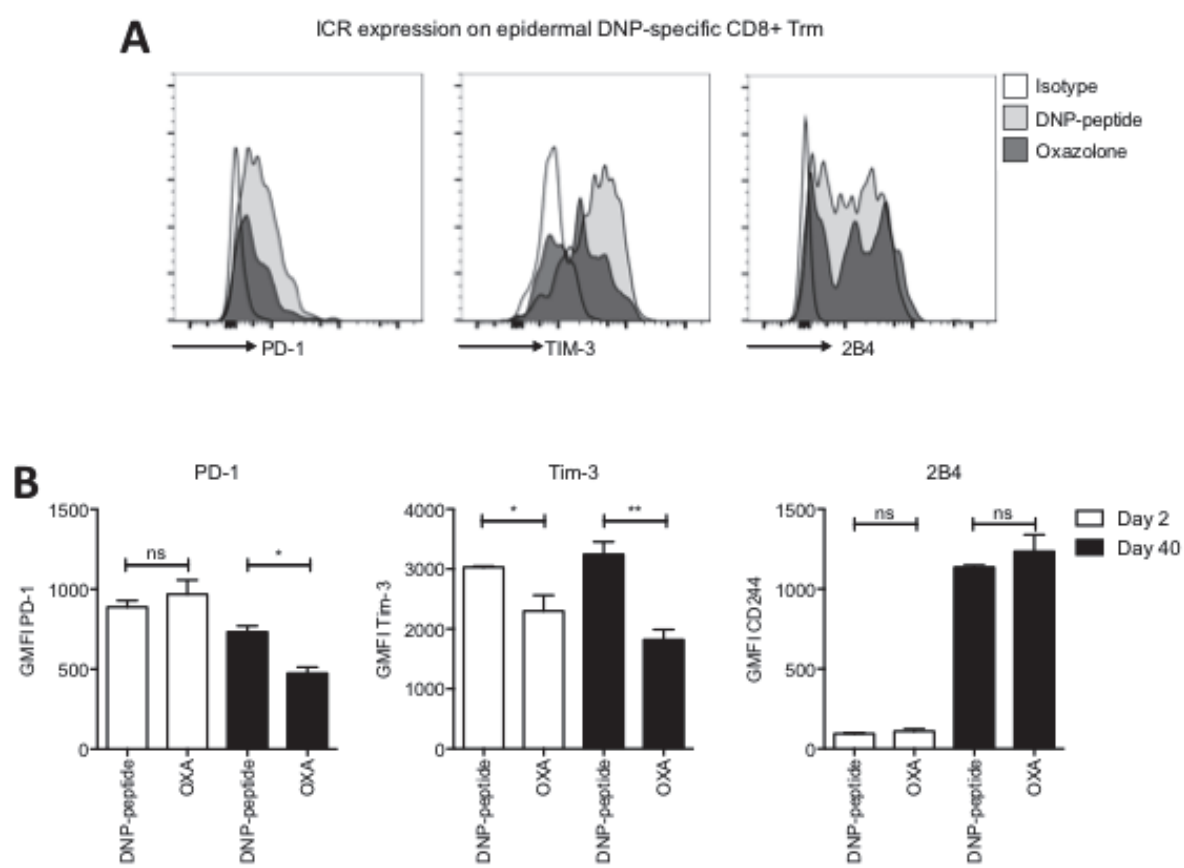 A
ICR expression on epidermal DNP-specific CD8+ Trm
Isotype
DNP-peptide
Oxazolone
PD-1
TIM-3
2B4
B
PD-1
Tim-3
2B4
GMFI PD-1
1500
1000
500
0
ns
*
DNP-peptide
OXA
DNP-peptide
OXA
GMFI Tim-3
4000
3000
2000
1000
0
*
**
DNP-peptide
OXA
DNP-peptide
OXA
GMFI CD244
1500
1000
500
0
ns
ns
DNP-peptide
OXA
DNP-peptide
OXA
Day 2
Day 40